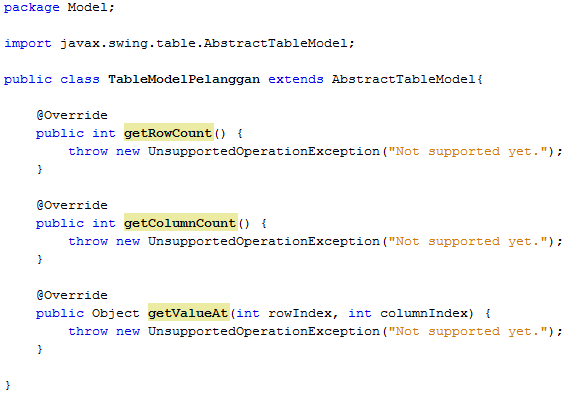 package Model;
import javax.swing.table.AbstractTableModel;
public class TableModelPelanggan extends AbstractTableModel{
@Override
public int getRowCount() {
throw new UnsupportedOperationException("Not supported yet.");
}
@Override
public int getColumnCount() {
throw new UnsupportedOperationException("Not supported yet.");
}
@Override
public Object getValueAt(int rowIndex, int columnIndex) {
throw new UnsupportedOperationException("Not supported yet.");
}
}